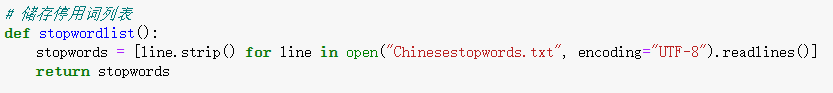 # 储存停用词列表
def stopwordlist():
    stopwords = [line.strip() for line in open("Chinesestopwords.txt", encoding="UTF-8").readlines()]
    return stopwords